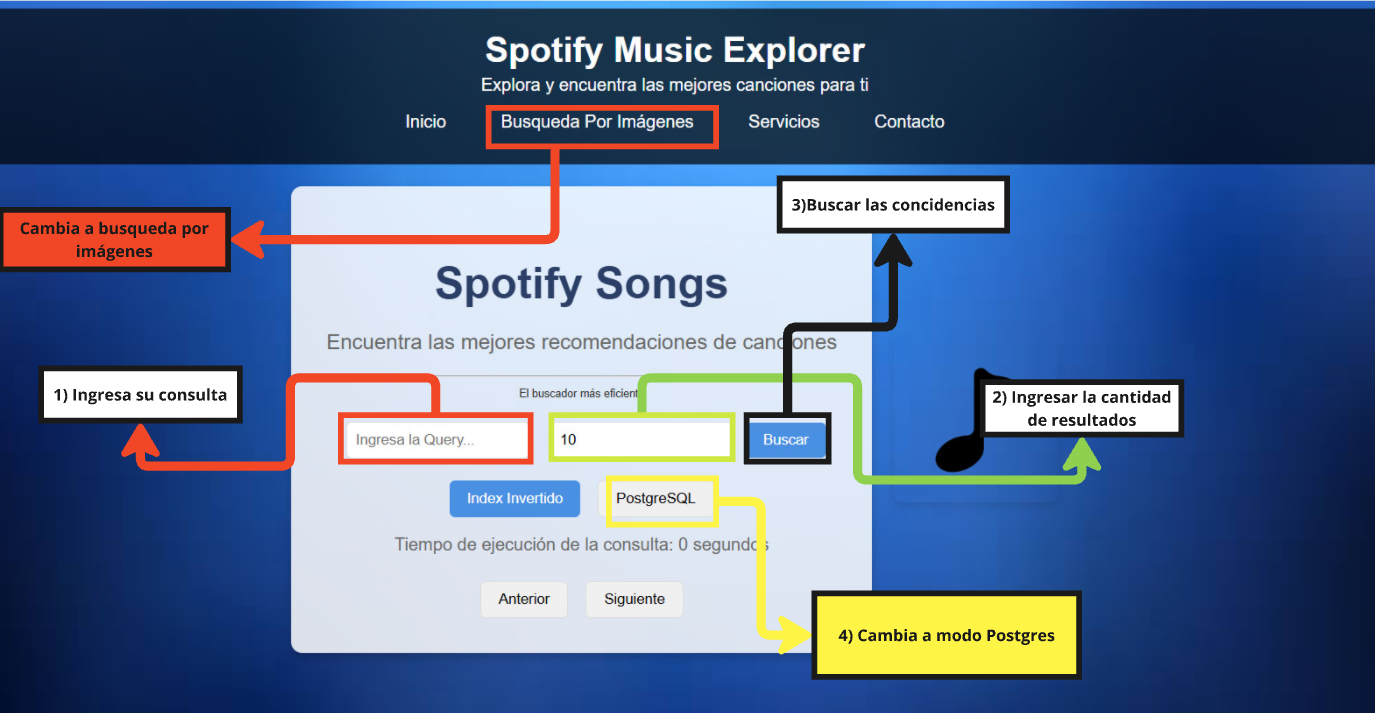 Spotify Music Explorer
Explora y encuentra las mejores canciones para ti
Inicio Busqueda Por Imágenes Servicios Contacto
3)Buscar las concidencias
Cambia a busqueda por
imágenes
Spotify Songs
Encuentra las mejores recomendaciones de canciones
1) Ingresa su consulta
El buscador más eficient
2) Ingresar la cantidad
de resultados
Ingresa la Query... 10 Buscar
Index Invertido PostgreSQL
Tiempo de ejecución de la consulta: 0 segundos
Anterior Siguiente
4) Cambia a modo Postgres